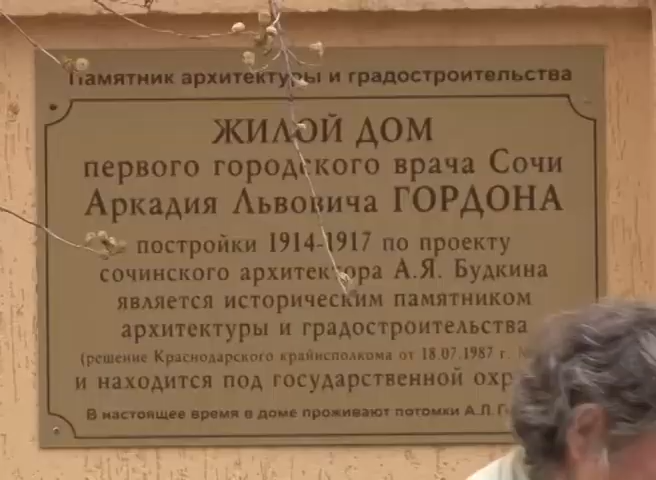 Памятник архитектуры и градостроительства
ЖИЛОЙ ДОМ
первого городского врача Сочи
Аркадия Львовича ГОРДОНА
постройки 1914-1917 по проекту
сочинского архитектора А.Я. Будкина
является историческим памятником
архитектуры и градостроительства
(решение Краснодарского крайисполкома от 18.07.1987 г.
и находится под государственной
В настоящее время в доме проживают потомки